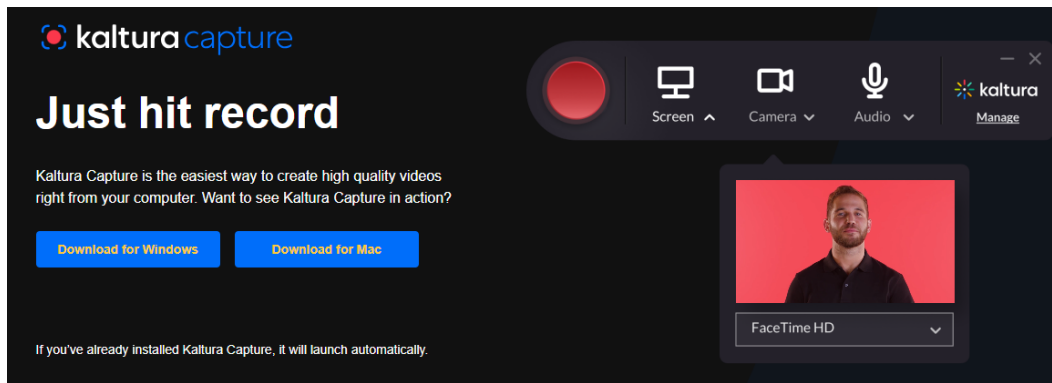 kaltura capture
Just hit record
Kaltura Capture is the easiest way to create high quality videos
right from your computer. Want to see Kaltura Capture in action?
Download for Windows
Download for Mac
If you've already installed Kaltura Capture, it will launch automatically.
Screen
Camera
Audio
kaltura
Manage
FaceTime HD